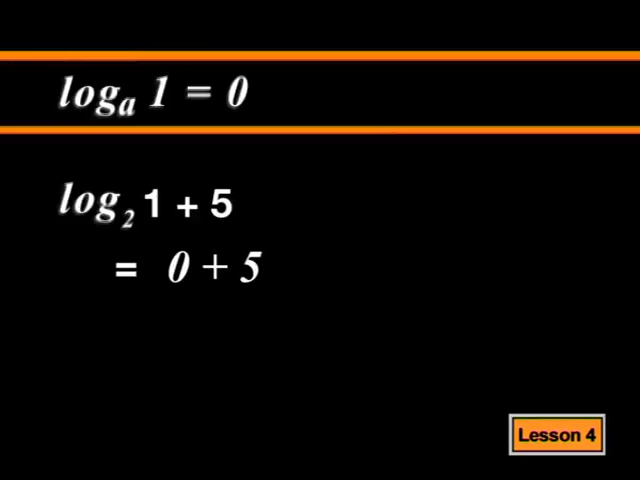 logₐ 1 = 0
log₂ 1 + 5
= 0 + 5
Lesson 4